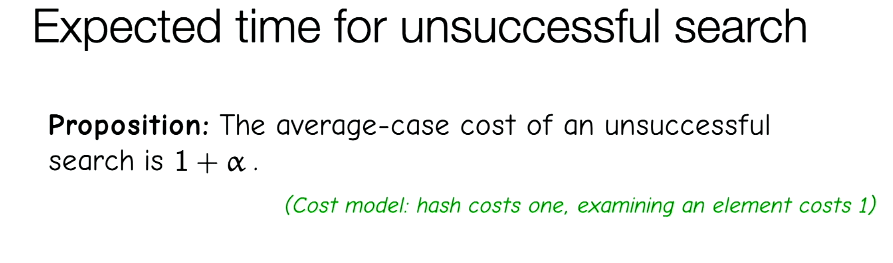 Expected time for unsuccessful search
Proposition: The average-case cost of an unsuccessful
search is 1 + α .
(Cost model: hash costs one, examining an element costs 1)